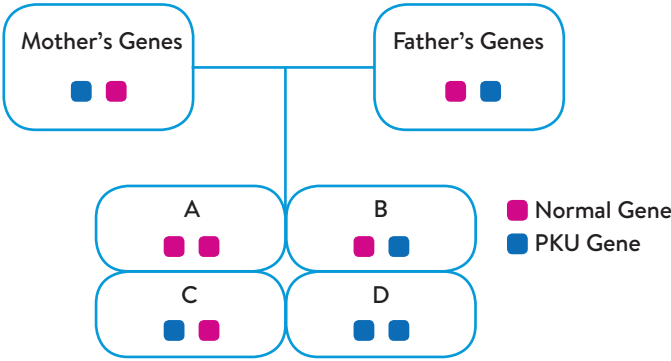 Mother’s Genes
Father’s Genes
A
B
Normal Gene
PKU Gene
C
D